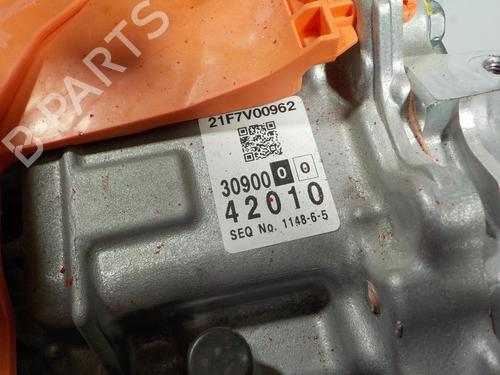 21F7V00962
30900 0 0
42010
SEQ No. 1148-6-5
B-PARTS